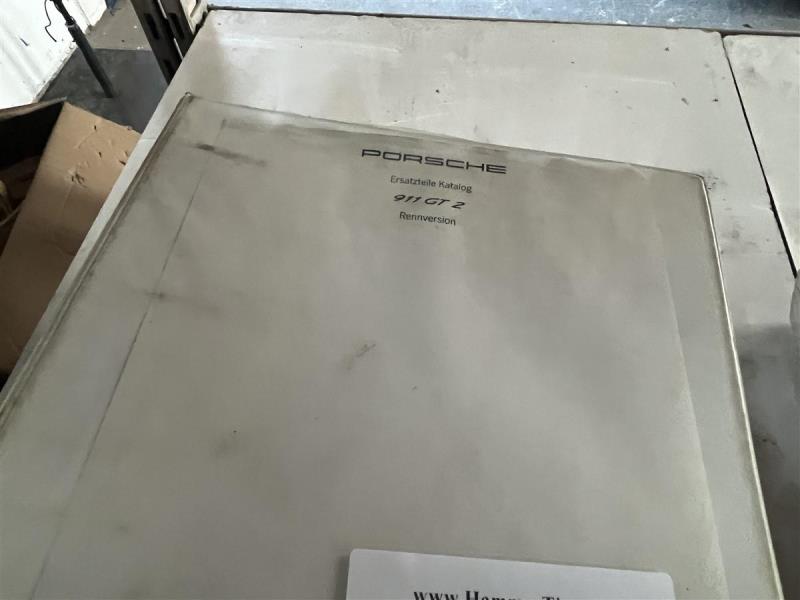 PORSCHE
Ersatzteile Katalog
911 GT 2
Rennversion